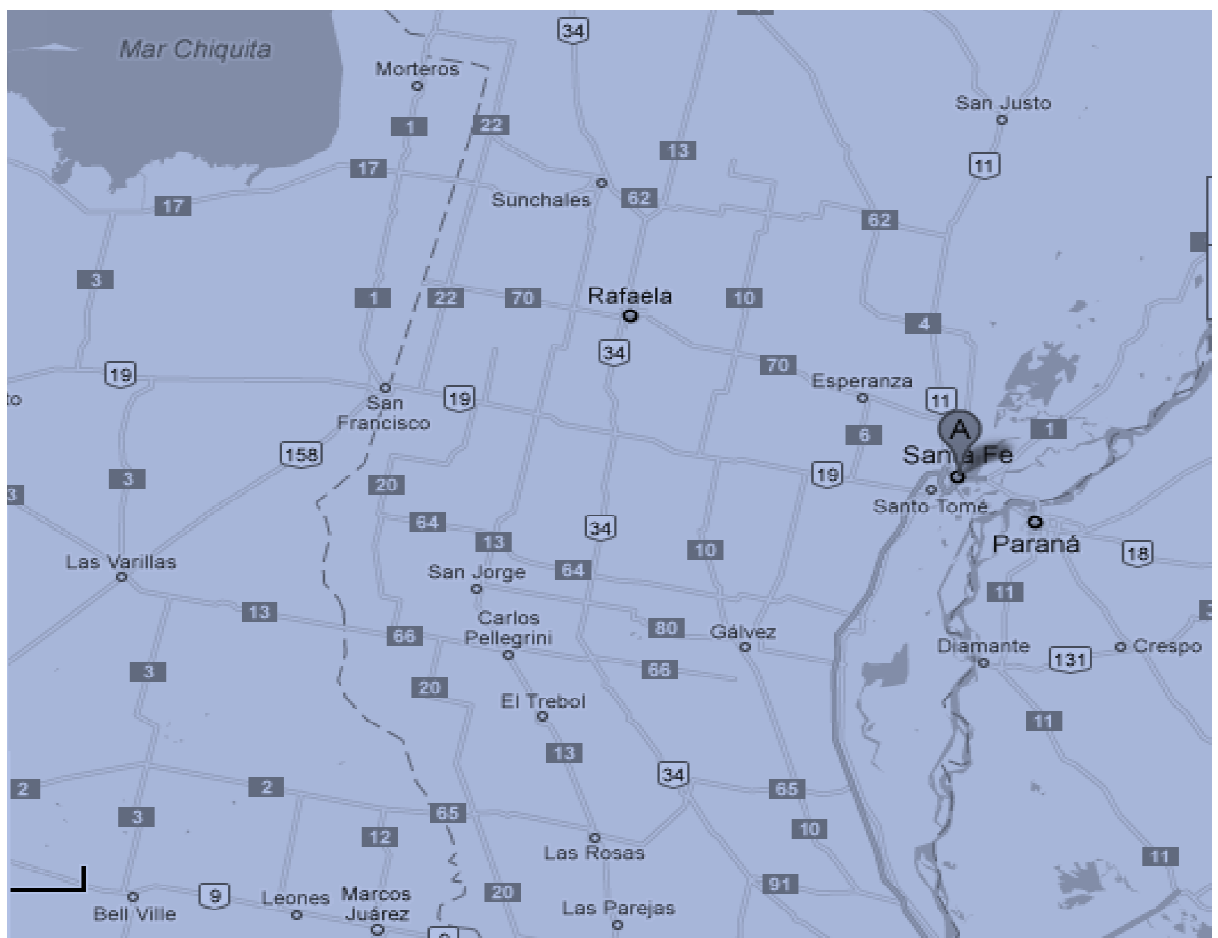 34
Mar Chiquita
Morteros
San Justo
1
22
13
11
17
Sunchales
62
17
62
3
1
22
70
Rafaela
10
4
34
70
19
Esperanza
San
Francisco
19
11
A
to
6
1
158
Santa Fe
3
3
20
19
Santo Tomé
64
34
13
Paraná
10
18
Las Varillas
San Jorge
64
11
13
Carlos
Pellegrini
66
80
Gálvez
Diamante
131
Crespo
3
66
20
El Trebol
11
13
34
2
2
65
65
3
12
10
Las Rosas
11
91
9
20
Leones
Marcos
Juárez
Bell Ville
Las Parejas